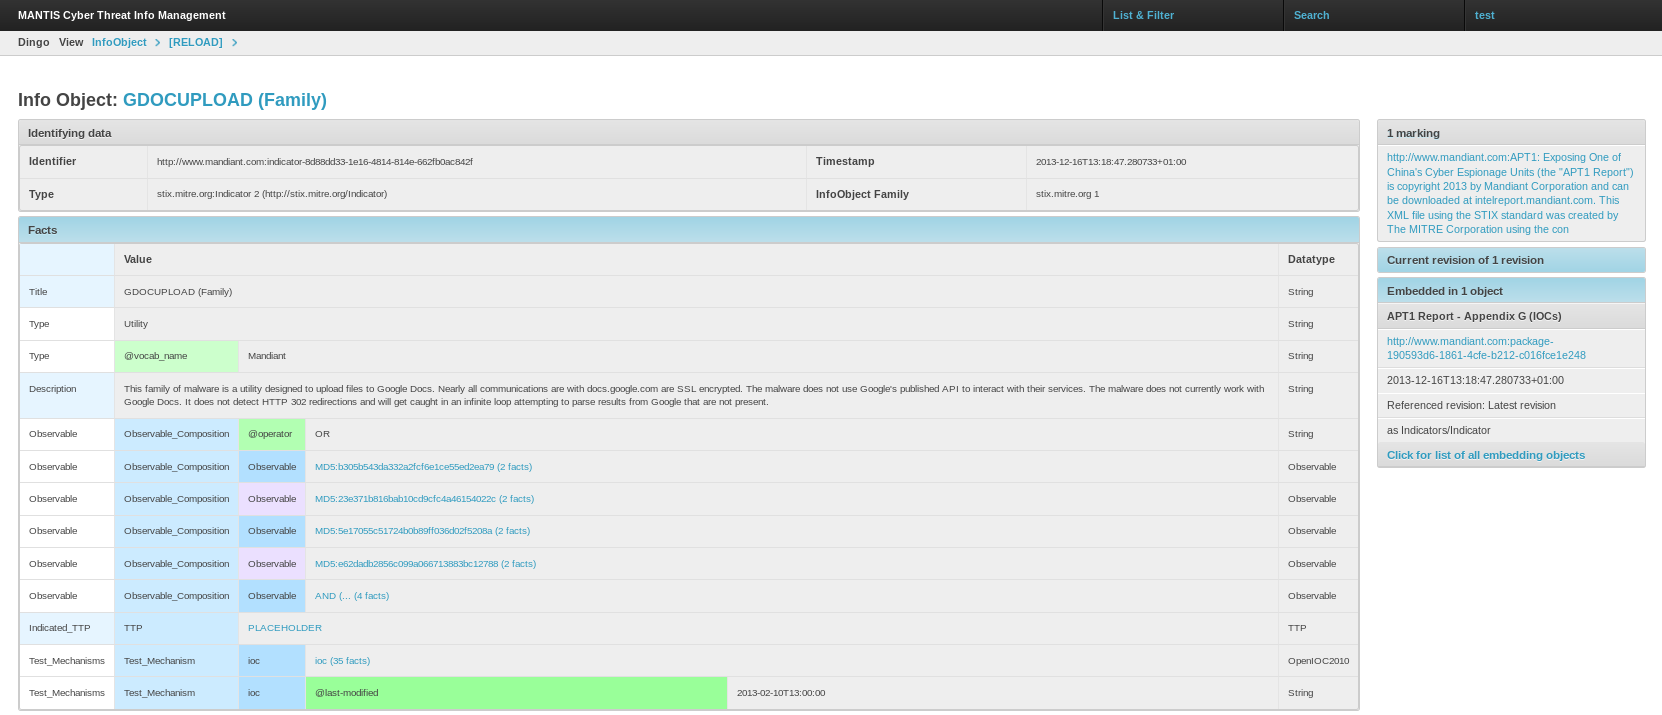 MANTIS Cyber Threat Info Management
List & Filter
Search
test
Dingo View InfoObject > [RELOAD] >
Info Object: GDOCUPLOAD (Family)
Identifying data
Identifier http://www.mandiant.com:indicator-8d88dd33-1e16-4814-814e-662fb0ac842f Timestamp 2013-12-16T13:18:47.280733+01:00
Type stix.mitre.org:Indicator 2 (http://stix.mitre.org/Indicator) InfoObject Family stix.mitre.org 1
Facts
Value Datatype
Title GDOCUPLOAD (Family) String
Type Utility String
Type @vocab_name Mandiant String
Description This family of malware is a utility designed to upload files to Google Docs. Nearly all communications are with docs.google.com are SSL encrypted. The malware does not use Google's published API to interact with their services. The malware does not currently work with String
Google Docs. It does not detect HTTP 302 redirections and will get caught in an infinite loop attempting to parse results from Google that are not present.
Observable Observable_Composition @operator OR String
Observable Observable_Composition Observable MD5:b305b543da332a2fcf6e1ce55ed2ea79 (2 facts) Observable
Observable Observable_Composition Observable MD5:23e371b816bab10cd9cfc4a46154022c (2 facts) Observable
Observable Observable_Composition Observable MD5:5e17055c51724b0b89ff036d02f5208a (2 facts) Observable
Observable Observable_Composition Observable MD5:e62dadb2856c099a066713883bc12788 (2 facts) Observable
Observable Observable_Composition Observable AND (... (4 facts) Observable
Indicated_TTP TTP PLACEHOLDER TTP
Test_Mechanisms Test_Mechanism ioc ioc (35 facts) OpenIOC2010
Test_Mechanisms Test_Mechanism ioc @last-modified 2013-02-10T13:00:00 String
1 marking
http://www.mandiant.com:APT1: Exposing One of
China's Cyber Espionage Units (the "APT1 Report")
is copyright 2013 by Mandiant Corporation and can
be downloaded at intelreport.mandiant.com. This
XML file using the STIX standard was created by
The MITRE Corporation using the con
Current revision of 1 revision
Embedded in 1 object
APT1 Report - Appendix G (IOCs)
http://www.mandiant.com:package-
190593d6-1861-4cfe-b212-c016fce1e248
2013-12-16T13:18:47.280733+01:00
Referenced revision: Latest revision
as Indicators/Indicator
Click for list of all embedding objects